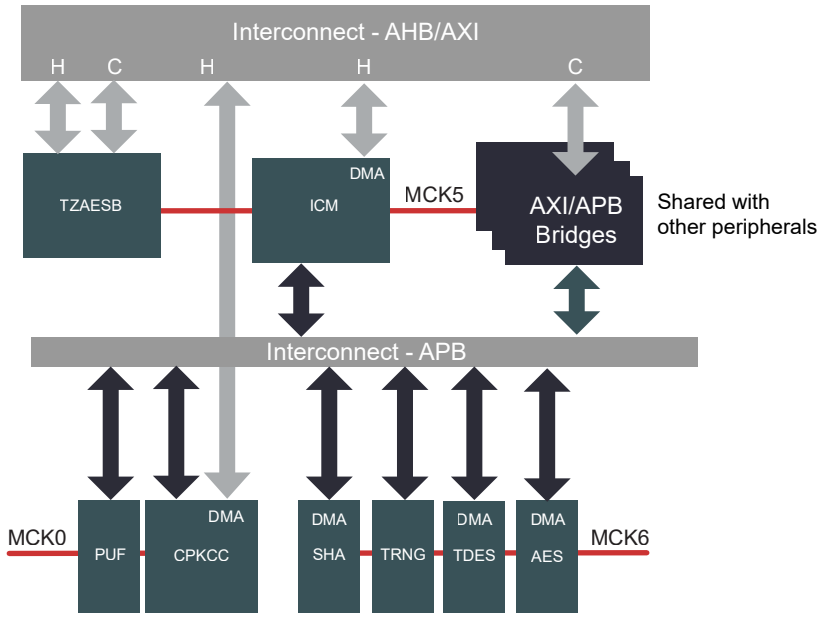 Interconnect - AHB/AXI
H C H H C
DMA
TZAESB
ICM
MCK5
AXI/APB
Bridges
Shared with
other peripherals
Interconnect - APB
MCK0
PUF
DMA
CPKCC
DMA
SHA
TRNG
DMA
TDES
DMA
AES
MCK6